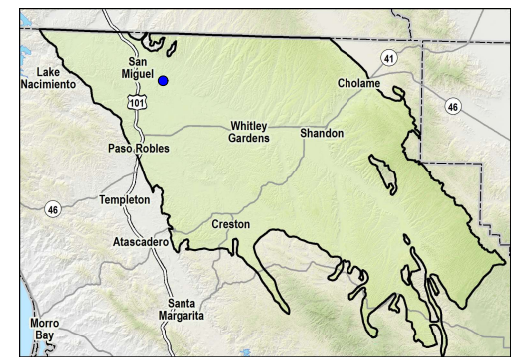 San
Miguel
41
Lake
Nacimiento
Cholame
101
46
Whitley
Gardens
Shandon
Paso Robles
Templeton
46
Creston
Atascadero
Santa
Margarita
Morro
Bay